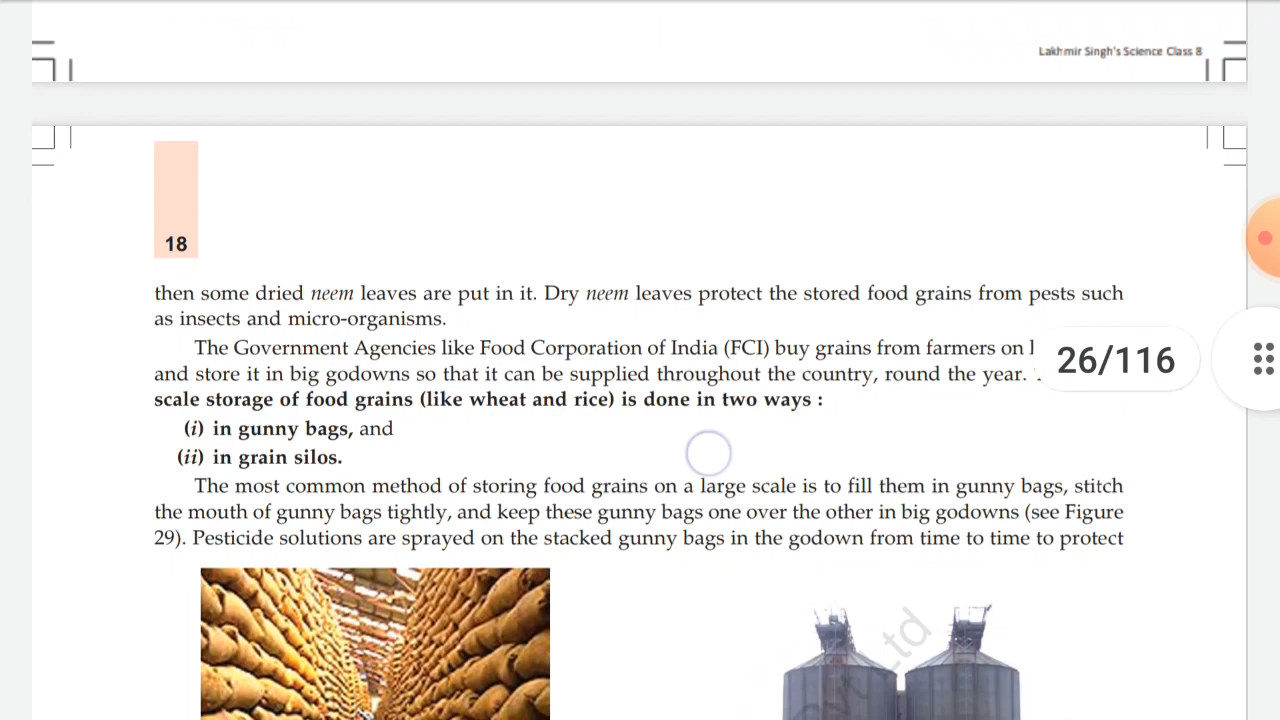 Lakhmir Singh's Science Class 8
18
then some dried neem leaves are put in it. Dry neem leaves protect the stored food grains from pests such
as insects and micro-organisms.
The Government Agencies like Food Corporation of India (FCI) buy grains from farmers on
26/116
and store it in big godowns so that it can be supplied throughout the country, round the year.
scale storage of food grains (like wheat and rice) is done in two ways :
(i) in gunny bags, and
(ii) in grain silos.
The most common method of storing food grains on a large scale is to fill them in gunny bags, stitch
the mouth of gunny bags tightly, and keep these gunny bags one over the other in big godowns (see Figure
29). Pesticide solutions are sprayed on the stacked gunny bags in the godown from time to time to protect
Ltd